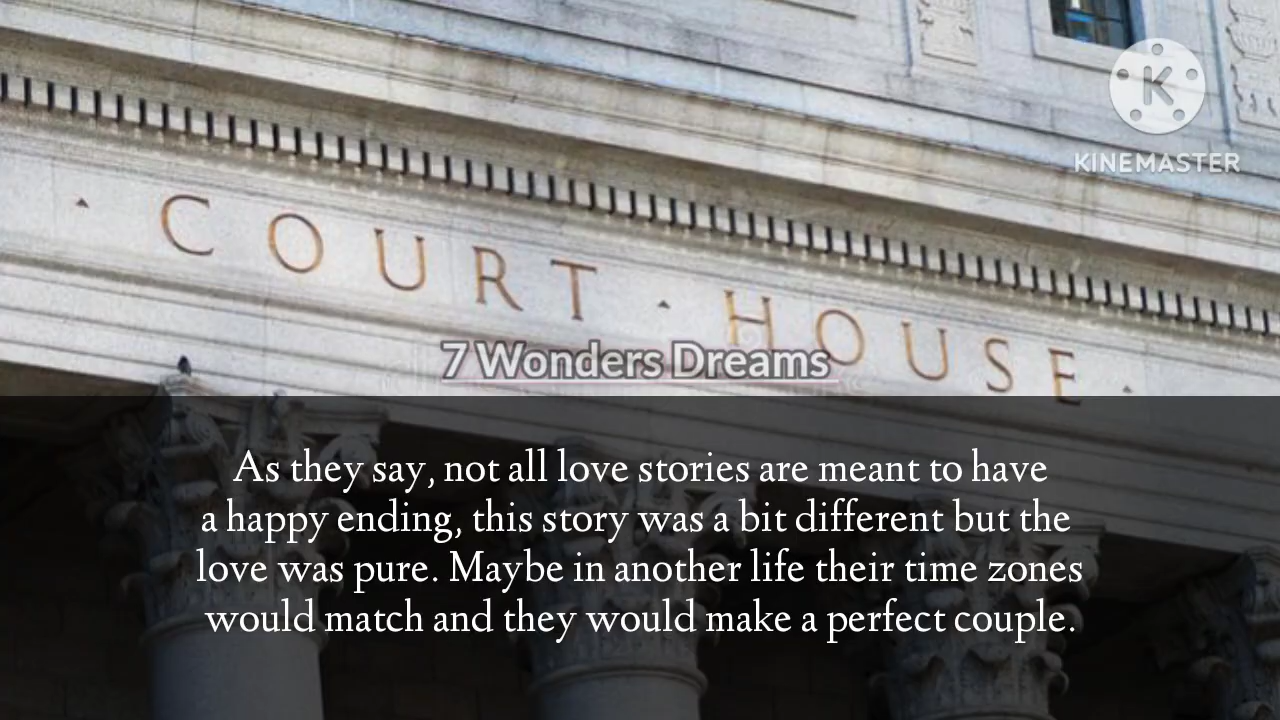 K
KINEMASTER
COURT HOUSE
7 Wonders Dreams
As they say, not all love stories are meant to have
a happy ending, this story was a bit different but the
love was pure. Maybe in another life their time zones
would match and they would make a perfect couple.